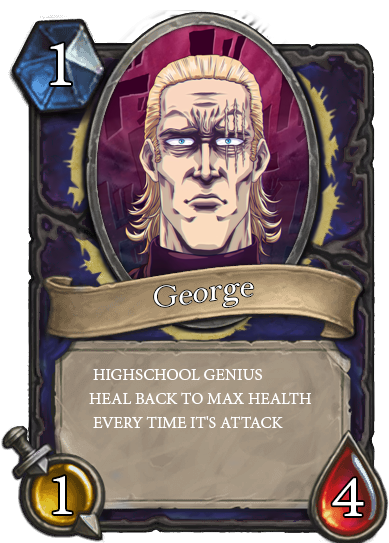 1
George
HIGHSCHOOL GENIUS
HEAL BACK TO MAX HEALTH
EVERY TIME IT'S ATTACK
1
4